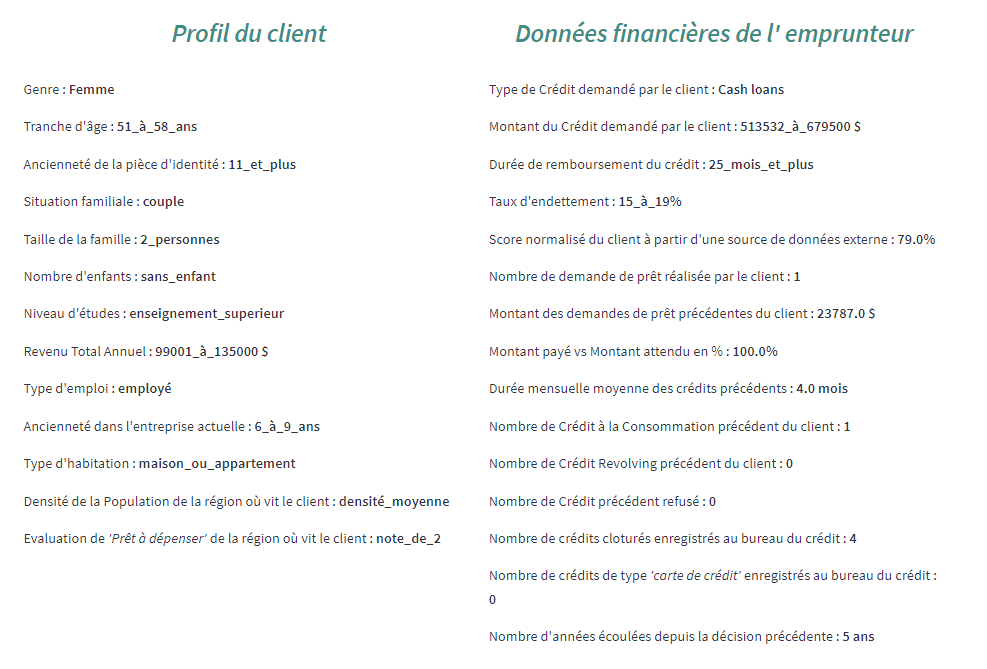 Profil du client
Genre : Femme
Tranche d'âge : 51_à_58_ans
Ancienneté de la pièce d'identité : 11_et_plus
Situation familiale : couple
Taille de la famille : 2_personnes
Nombre d'enfants : sans_enfant
Niveau d'études : enseignement_superieur
Revenu Total Annuel : 99001_à_135000 $
Type d'emploi : employé
Ancienneté dans l'entreprise actuelle : 6_à_9_ans
Type d'habitation : maison_ou_appartement
Densité de la Population de la région où vit le client : densité_moyenne
Evaluation de 'Prêt à dépenser' de la région où vit le client : note_de_2
Données financières de l' emprunteur
Type de Crédit demandé par le client : Cash loans
Montant du Crédit demandé par le client : 513532_à_679500 $
Durée de remboursement du crédit : 25_mois_et_plus
Taux d'endettement : 15_à_19%
Score normalisé du client à partir d'une source de données externe : 79.0%
Nombre de demande de prêt réalisée par le client : 1
Montant des demandes de prêt précédentes du client : 23787.0 $
Montant payé vs Montant attendu en % : 100.0%
Durée mensuelle moyenne des crédits précédents : 4.0 mois
Nombre de Crédit à la Consommation précédent du client : 1
Nombre de Crédit Revolving précédent du client : 0
Nombre de Crédit précédent refusé : 0
Nombre de crédits cloturés enregistrés au bureau du crédit : 4
Nombre de crédits de type 'carte de crédit' enregistrés au bureau du crédit :
0
Nombre d'années écoulées depuis la décision précédente : 5 ans